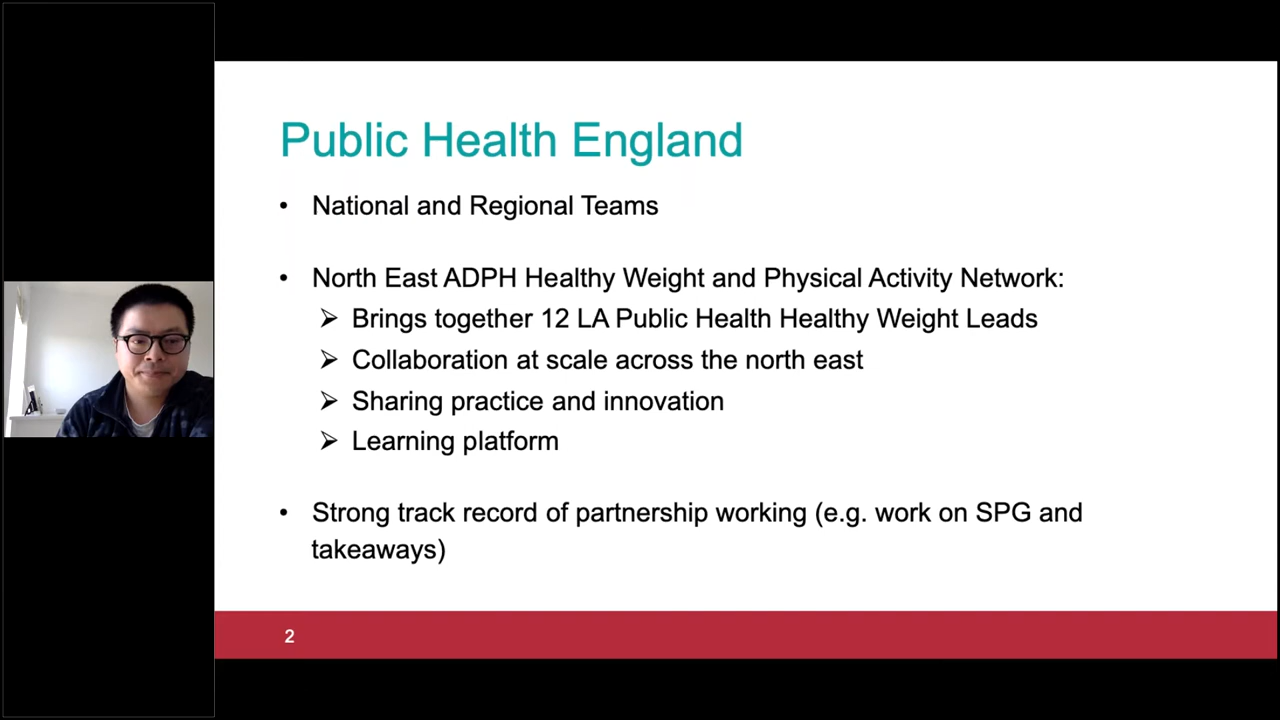 Public Health England
• National and Regional Teams
• North East ADPH Healthy Weight and Physical Activity Network:
➢ Brings together 12 LA Public Health Healthy Weight Leads
➢ Collaboration at scale across the north east
➢ Sharing practice and innovation
➢ Learning platform
• Strong track record of partnership working (e.g. work on SPG and
takeaways)
2